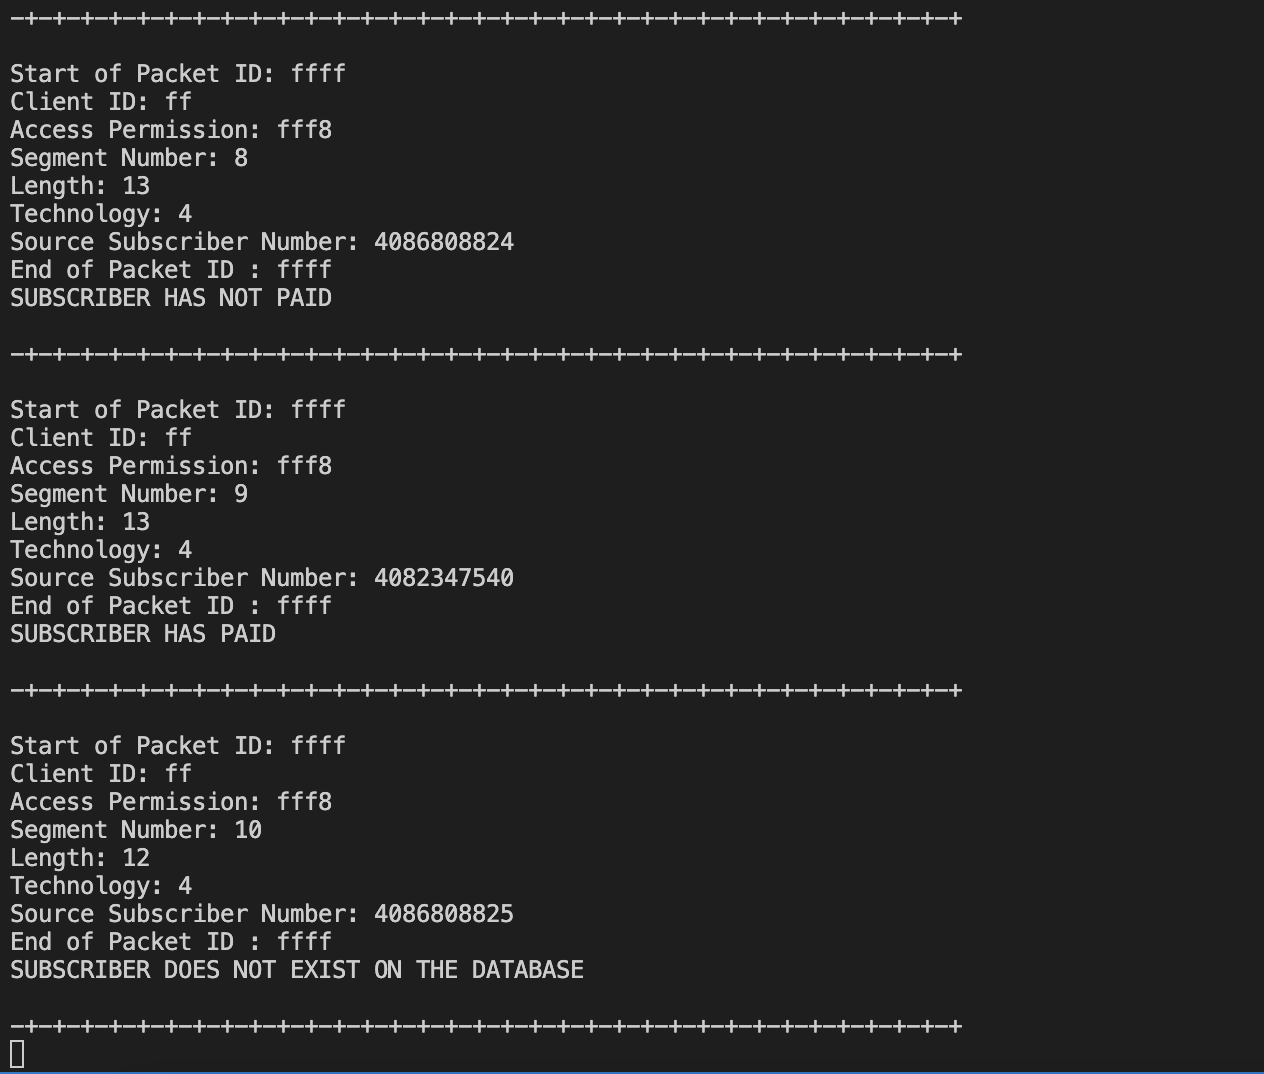 -+-+-+-+-+-+-+-+-+-+-+-+-+-+-+-+-+-+-+-+-+-+-+-+-+-+-+-+-+-+-+-+-+-+
Start of Packet ID: ffff
Client ID: ff
Access Permission: fff8
Segment Number: 8
Length: 13
Technology: 4
Source Subscriber Number: 4086808824
End of Packet ID : ffff
SUBSCRIBER HAS NOT PAID
-+-+-+-+-+-+-+-+-+-+-+-+-+-+-+-+-+-+-+-+-+-+-+-+-+-+-+-+-+-+-+-+-+-+
Start of Packet ID: ffff
Client ID: ff
Access Permission: fff8
Segment Number: 9
Length: 13
Technology: 4
Source Subscriber Number: 4082347540
End of Packet ID : ffff
SUBSCRIBER HAS PAID
-+-+-+-+-+-+-+-+-+-+-+-+-+-+-+-+-+-+-+-+-+-+-+-+-+-+-+-+-+-+-+-+-+-+
Start of Packet ID: ffff
Client ID: ff
Access Permission: fff8
Segment Number: 10
Length: 12
Technology: 4
Source Subscriber Number: 4086808825
End of Packet ID : ffff
SUBSCRIBER DOES NOT EXIST ON THE DATABASE
-+-+-+-+-+-+-+-+-+-+-+-+-+-+-+-+-+-+-+-+-+-+-+-+-+-+-+-+-+-+-+-+-+-+